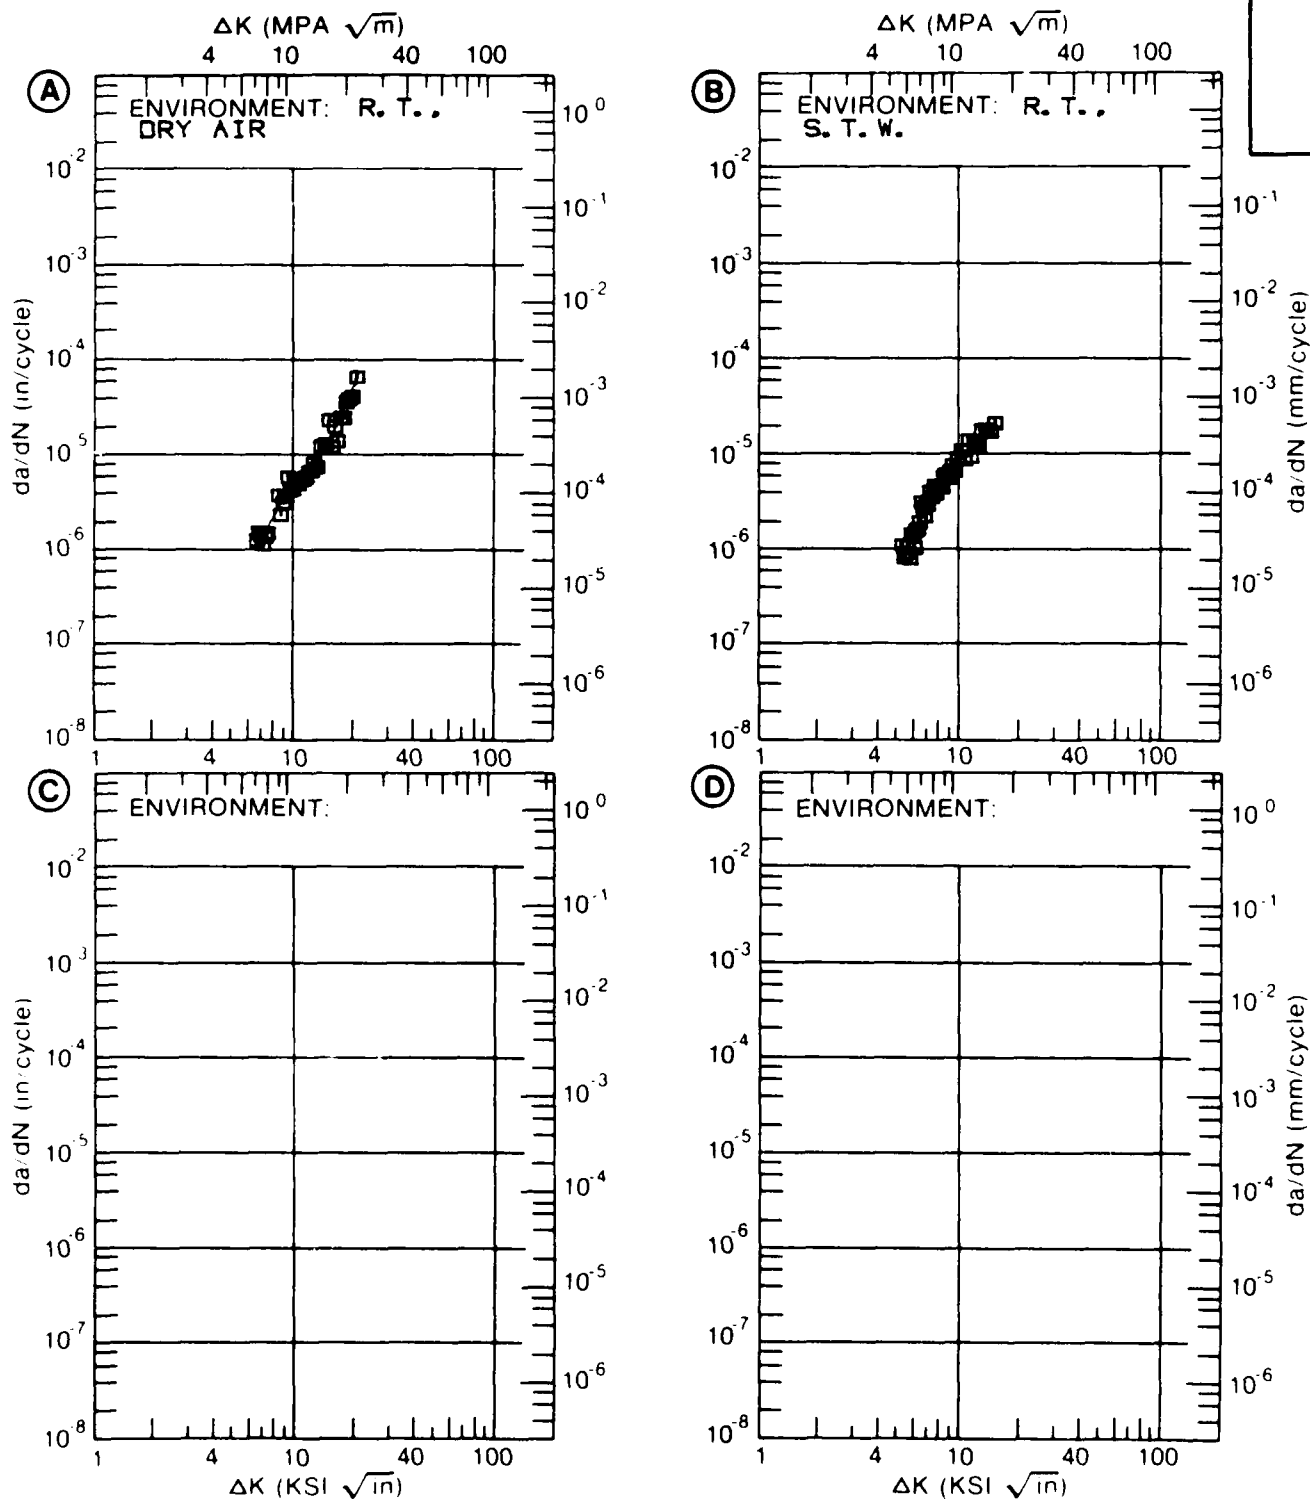 ΔK (MPA √m)
4 10 40 100
A
ENVIRONMENT: R. T.,
DRY AIR
10⁻²
10⁻³
10⁻⁴
10⁻⁵
10⁻⁶
10⁻⁷
10⁻⁸
da/dN (in/cycle)
10⁰
10⁻¹
10⁻²
10⁻³
10⁻⁴
10⁻⁵
10⁻⁶
1 4 10 40 100
ΔK (MPA √m)
4 10 40 100
B
ENVIRONMENT: R. T.,
S. T. W.
10⁻²
10⁻³
10⁻⁴
10⁻⁵
10⁻⁶
10⁻⁷
10⁻⁸
10⁻¹
10⁻²
10⁻³
10⁻⁴
10⁻⁵
10⁻⁶
da/dN (mm/cycle)
1 4 10 40 100
C
ENVIRONMENT:
10⁻²
10⁻³
10⁻⁴
10⁻⁵
10⁻⁶
10⁻⁷
10⁻⁸
da/dN (in/cycle)
10⁰
10⁻¹
10⁻²
10⁻³
10⁻⁴
10⁻⁵
10⁻⁶
1 4 10 40 100
ΔK (KSI √in)
D
ENVIRONMENT:
10⁻²
10⁻³
10⁻⁴
10⁻⁵
10⁻⁶
10⁻⁷
10⁻⁸
10⁰
10⁻¹
10⁻²
10⁻³
10⁻⁴
10⁻⁵
10⁻⁶
da/dN (mm/cycle)
1 4 10 40 100
ΔK (KSI √in)